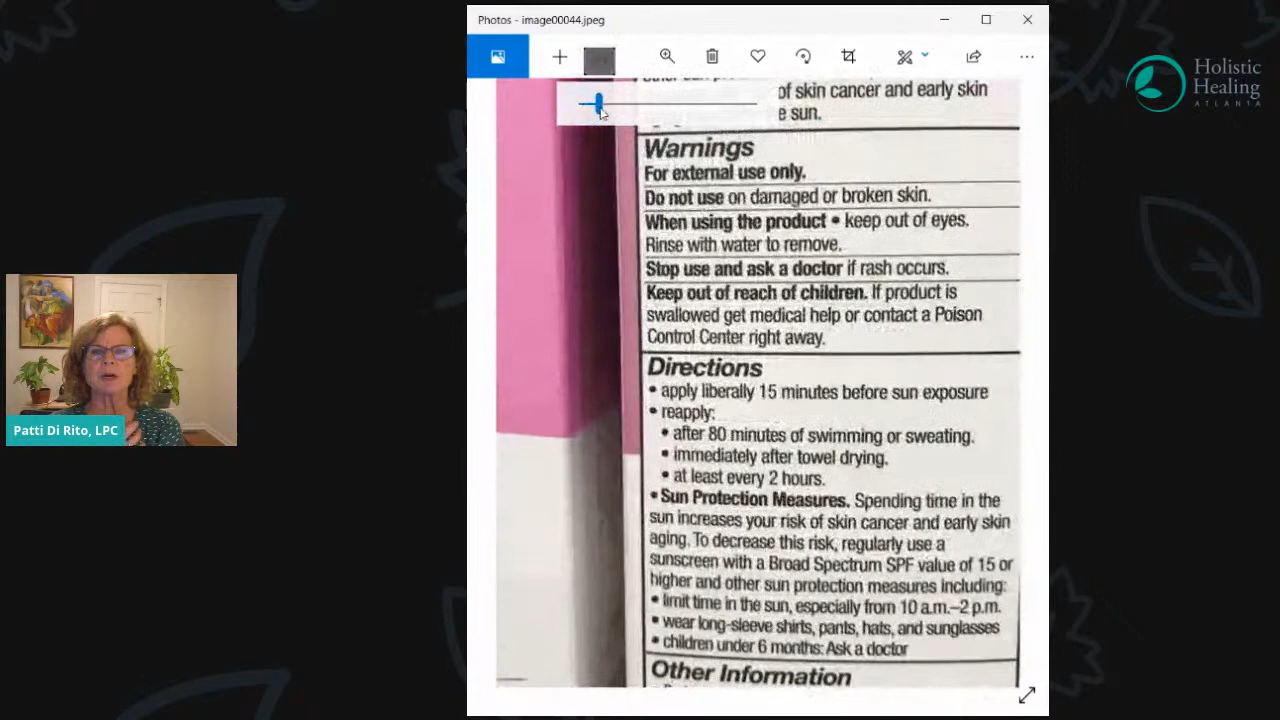 Photos - image00044.jpeg
Holistic
Healing
ATLANTA
of skin cancer and early skin
e sun.
Warnings
For external use only.
Do not use on damaged or broken skin.
When using the product • keep out of eyes.
Rinse with water to remove.
Stop use and ask a doctor if rash occurs.
Keep out of reach of children. If product is
swallowed get medical help or contact a Poison
Control Center right away.
Directions
• apply liberally 15 minutes before sun exposure
• reapply:
• after 80 minutes of swimming or sweating.
• immediately after towel drying.
• at least every 2 hours.
• Sun Protection Measures. Spending time in the
sun increases your risk of skin cancer and early skin
aging. To decrease this risk, regularly use a
sunscreen with a Broad Spectrum SPF value of 15 or
higher and other sun protection measures including:
• limit time in the sun, especially from 10 a.m.–2 p.m.
• wear long-sleeve shirts, pants, hats, and sunglasses
• children under 6 months: Ask a doctor
Other Information
Patti Di Rito, LPC